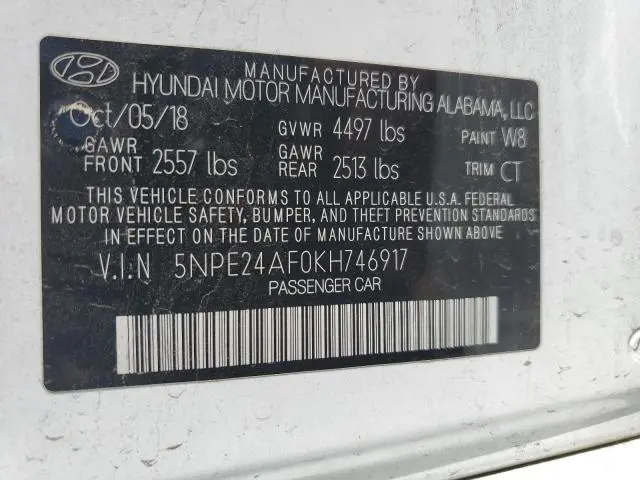 MANUFACTURED BY
HYUNDAI MOTOR MANUFACTURING ALABAMA, LLC
Oct/05/18 GVWR 4497 lbs PAINT W8
GAWR FRONT 2557 lbs GAWR REAR 2513 lbs TRIM CT
THIS VEHICLE CONFORMS TO ALL APPLICABLE U.S.A. FEDERAL
MOTOR VEHICLE SAFETY, BUMPER, AND THEFT PREVENTION STANDARDS
IN EFFECT ON THE DATE OF MANUFACTURE SHOWN ABOVE
V.I.N 5NPE24AF0KH746917
PASSENGER CAR